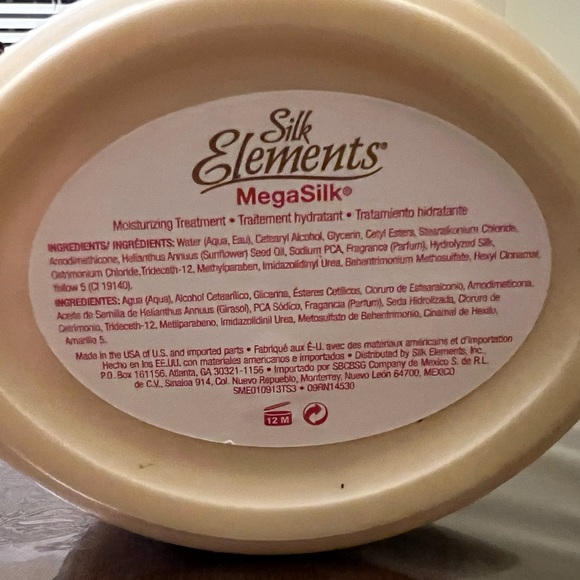 Silk
Elements®
MegaSilk®
Moisturizing Treatment • Traitement hydratant • Tratamiento hidratante
INGREDIENTS/ INGRÉDIENTS: Water (Aqua, Eau), Cetearyl Alcohol, Glycerin, Cetyl Esters, Stearalkonium Chloride,
Amodimethicone, Helianthus Annuus (Sunflower) Seed Oil, Sodium PCA, Fragrance (Parfum), Hydrolyzed Silk,
Cetrimonium Chloride, Trideceth-12, Methylparaben, Imidazolidinyl Urea, Behentrimonium Methosulfate, Hexyl Cinnamal,
Yellow 5 (CI 19140).
INGREDIENTES: Agua (Aqua), Alcohol Cetearílico, Glicerina, Ésteres Cetílicos, Cloruro de Estearalconio, Amodimeticona,
Aceite de Semilla de Helianthus Annuus (Girasol), PCA Sódico, Fragancia (Parfum), Seda Hidrolizada, Cloruro de
Cetrimonio, Trideceth-12, Metilparabeno, Imidazolidinil Urea, Metosulfato de Behentrimonio, Cinamal de Hexilo,
Amarillo 5.
Made in the USA of U.S. and imported parts • Fabriqué aux É-U. avec des matériaux américains et d'importation
Hecho en los EE.UU. con materiales americanos e importados • Distributed by Silk Elements, Inc.,
P.O. Box 161156, Atlanta, GA 30321-1156 • Importado por SBCBSG Company de Mexico S. de R.L.
de C.V., Sinaloa 914, Col. Nuevo Repueblo, Monterrey, Nuevo León 64700, MEXICO
SME010913TS3 • 09RN14530
12 M